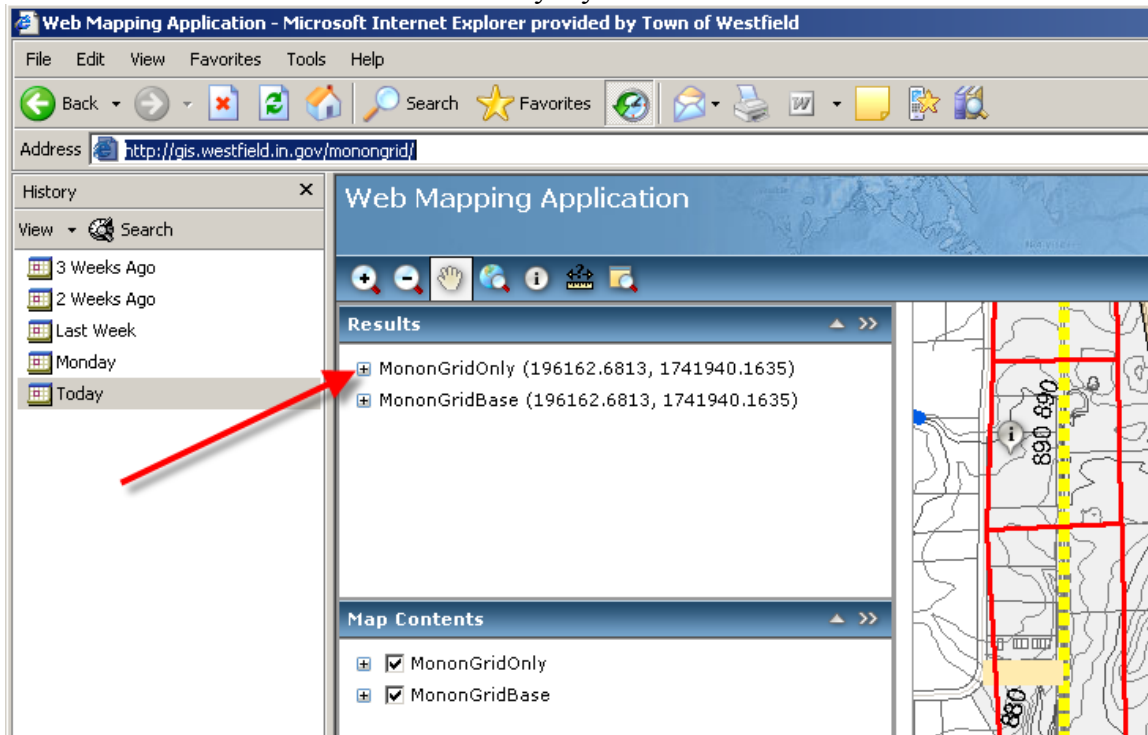 Web Mapping Application - Microsoft Internet Explorer provided by Town of Westfield
File Edit View Favorites Tools Help
Back Search Favorites
Address http://gis.westfield.in.gov/monongrid/
History
View Search
3 Weeks Ago
2 Weeks Ago
Last Week
Monday
Today
Web Mapping Application
Results
MononGridOnly (196162.6813, 1741940.1635)
MononGridBase (196162.6813, 1741940.1635)
Map Contents
MononGridOnly
MononGridBase
890 890
880